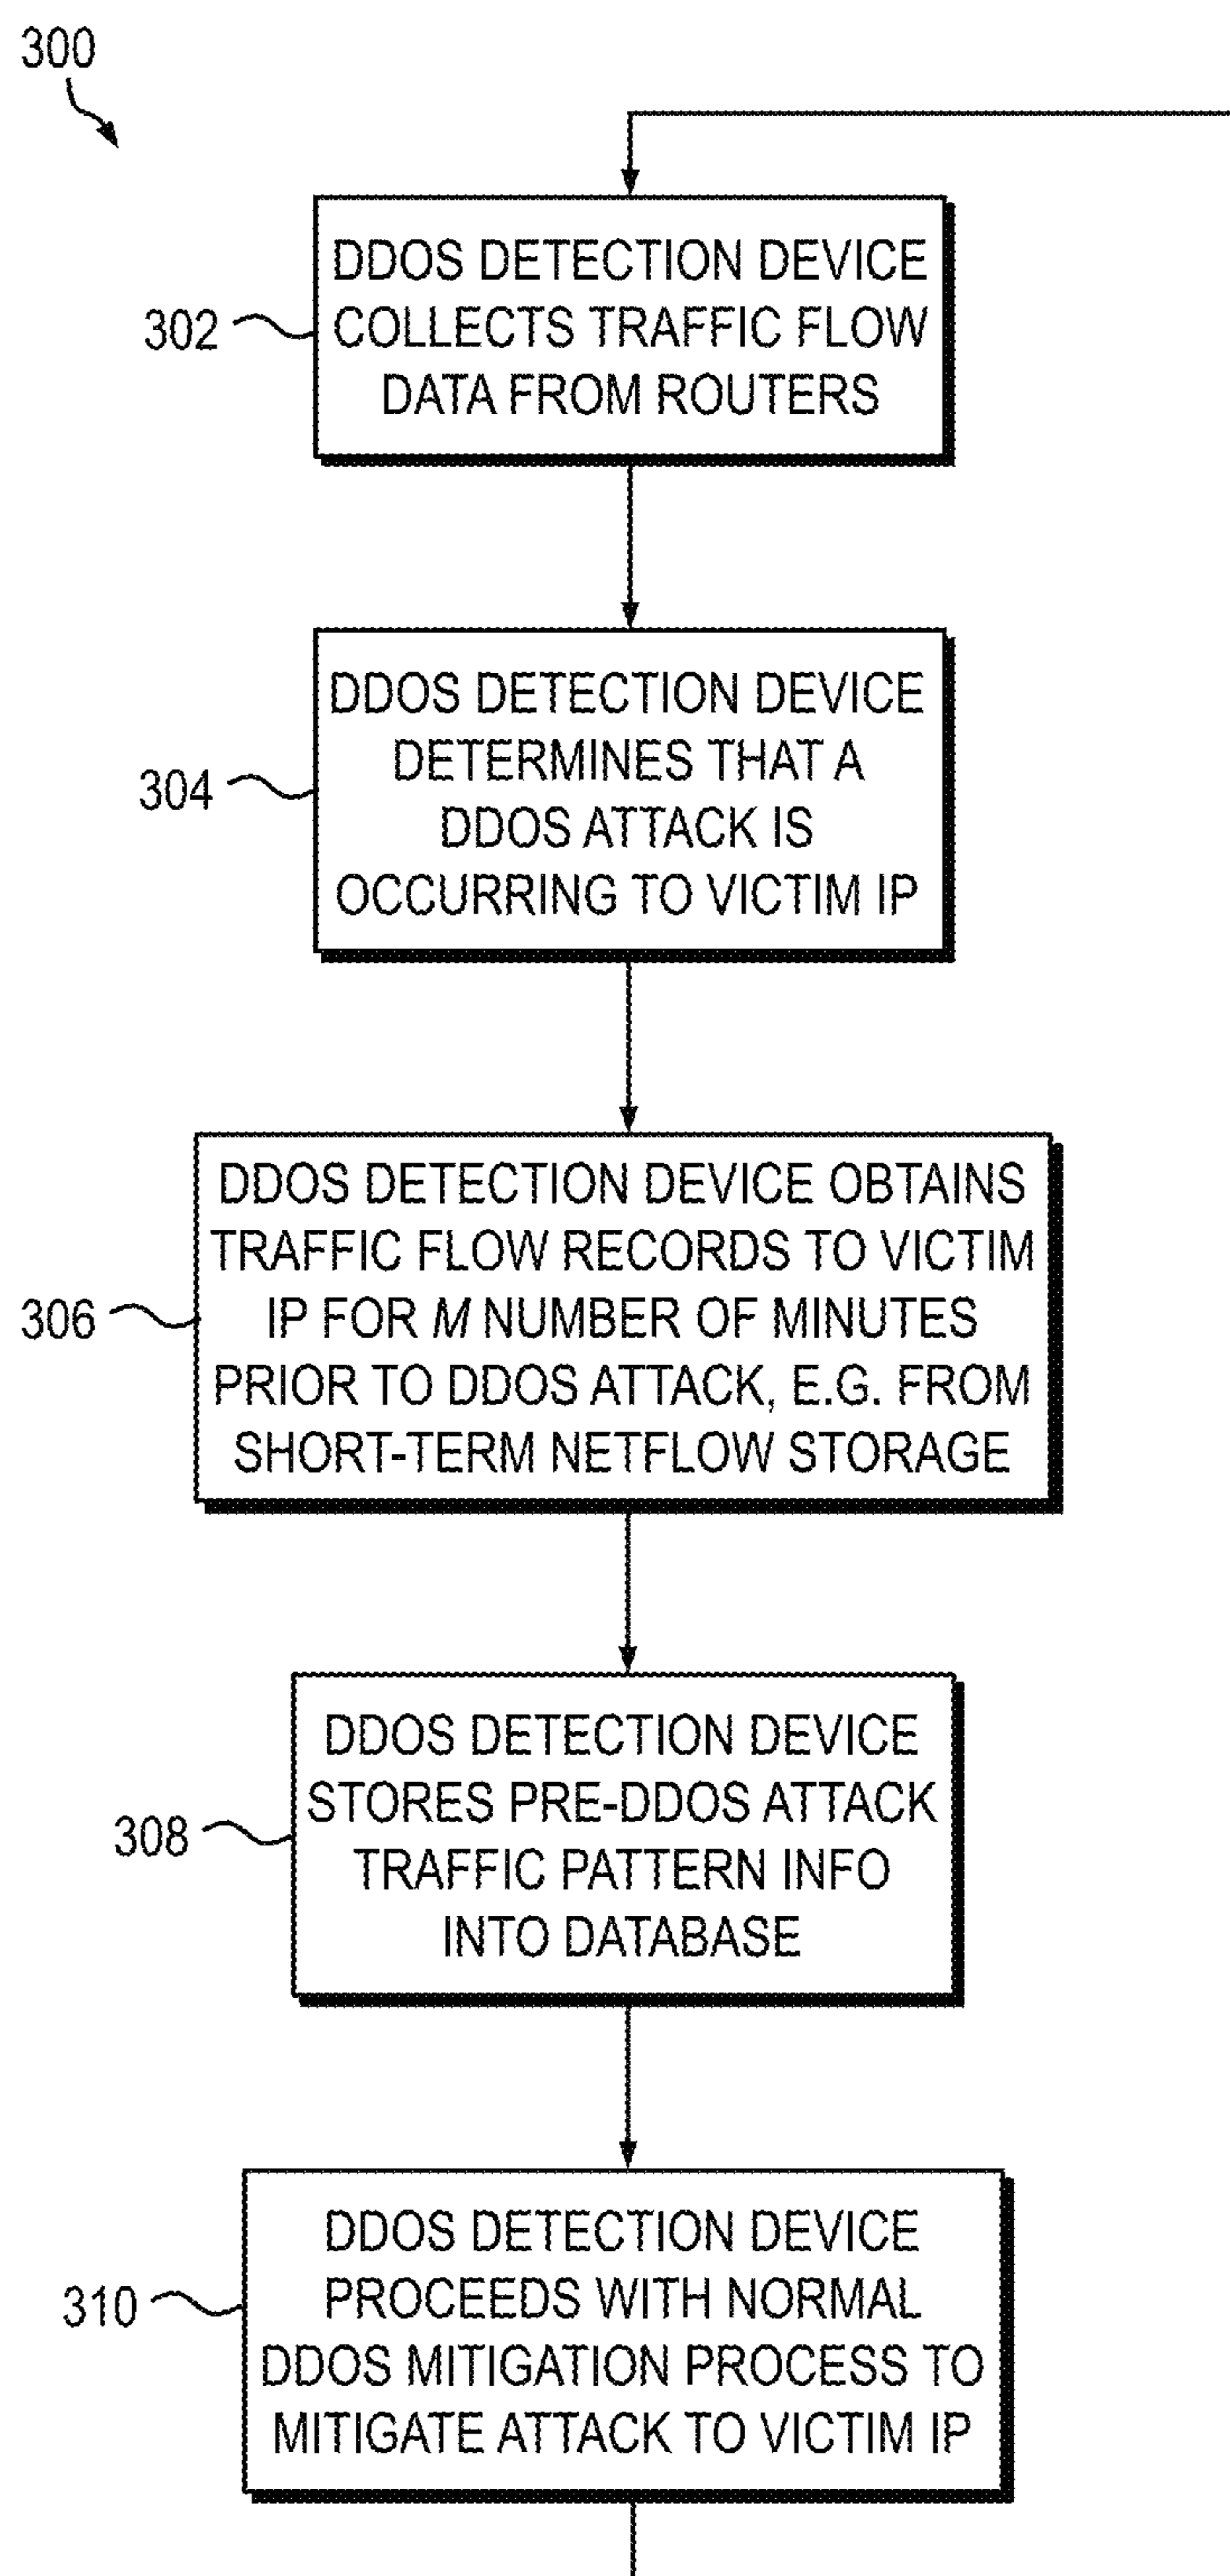 300
302
DDOS DETECTION DEVICE
COLLECTS TRAFFIC FLOW
DATA FROM ROUTERS
304
DDOS DETECTION DEVICE
DETERMINES THAT A
DDOS ATTACK IS
OCCURRING TO VICTIM IP
306
DDOS DETECTION DEVICE OBTAINS
TRAFFIC FLOW RECORDS TO VICTIM
IP FOR M NUMBER OF MINUTES
PRIOR TO DDOS ATTACK, E.G. FROM
SHORT-TERM NETFLOW STORAGE
308
DDOS DETECTION DEVICE
STORES PRE-DDOS ATTACK
TRAFFIC PATTERN INFO
INTO DATABASE
310
DDOS DETECTION DEVICE
PROCEEDS WITH NORMAL
DDOS MITIGATION PROCESS TO
MITIGATE ATTACK TO VICTIM IP